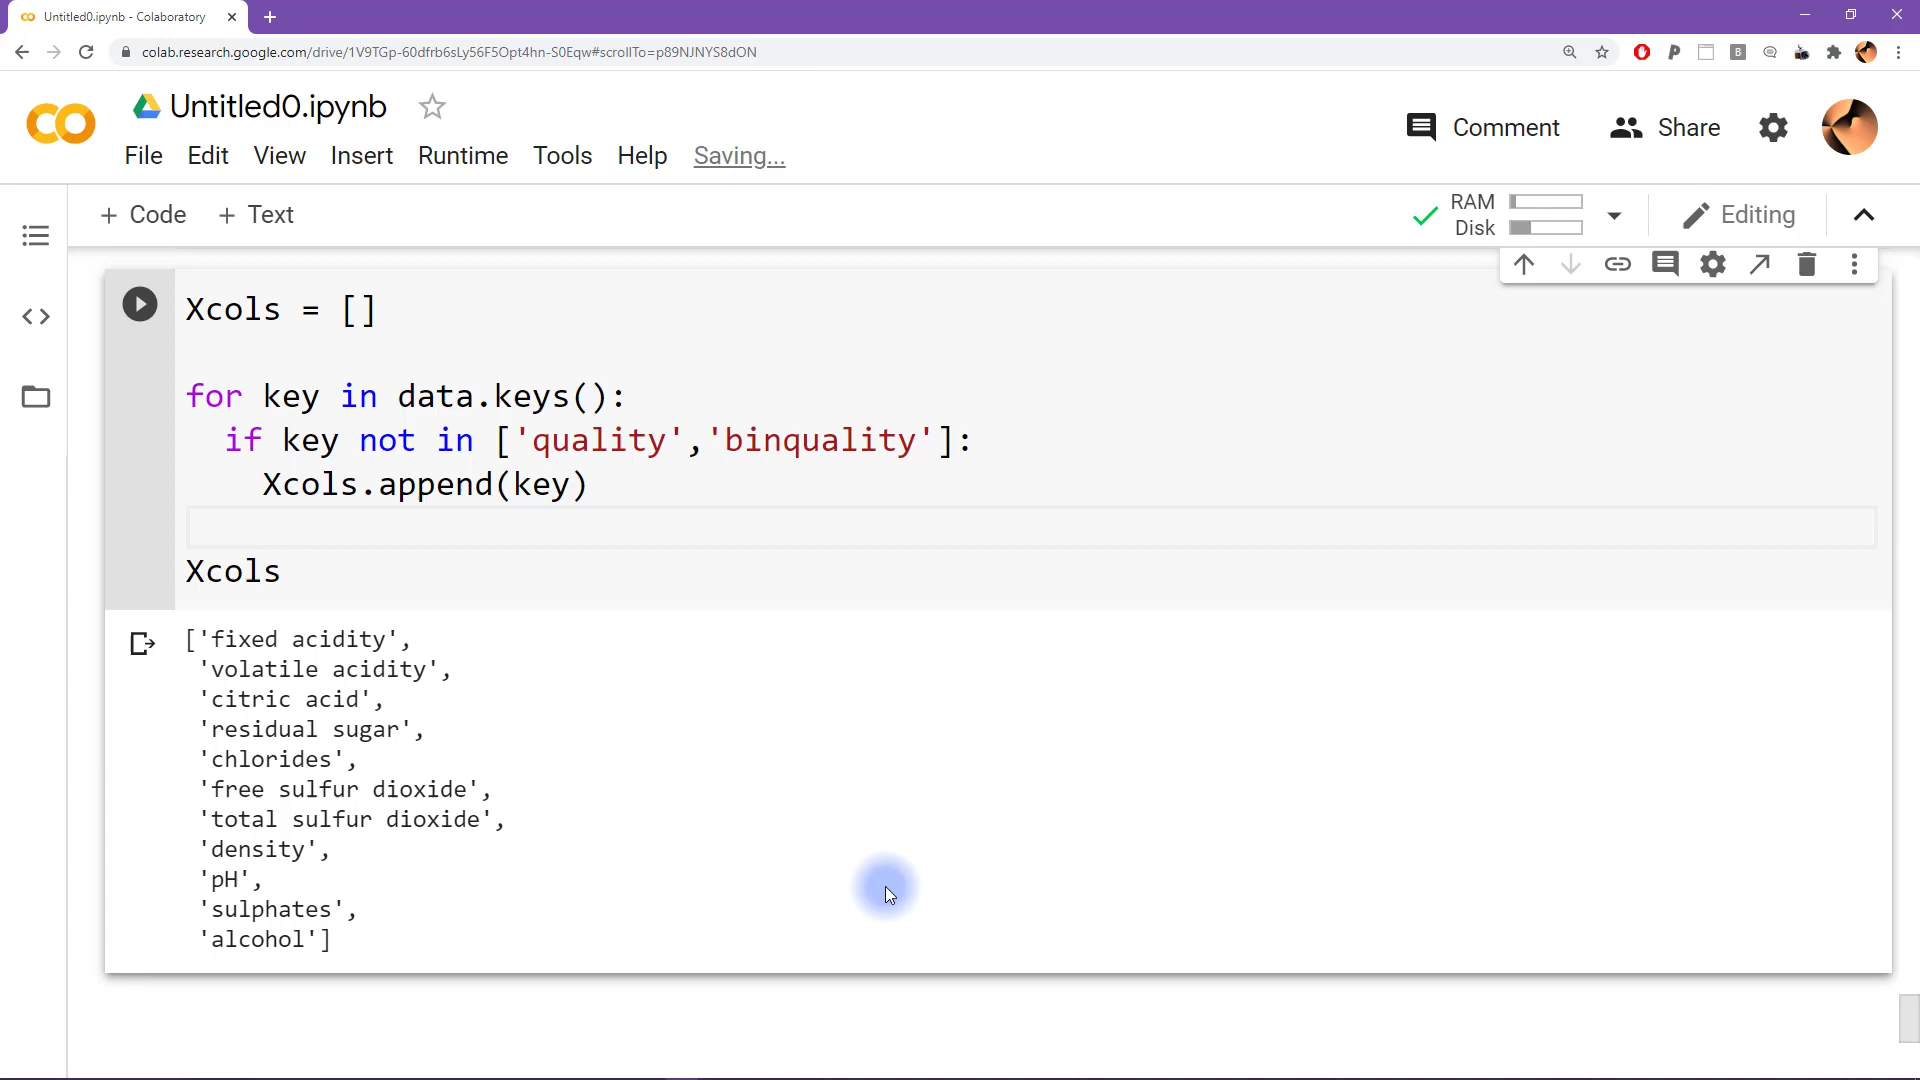 Untitled0.ipynb - Colaboratory
colab.research.google.com/drive/1V9TGp-60dfrb6sLy56F5Opt4hn-S0Eqw#scrollTo=p89NJNYS8dON
Untitled0.ipynb
Comment
Share
File Edit View Insert Runtime Tools Help Saving...
+ Code + Text
RAM
Disk
Editing
Xcols = []
for key in data.keys():
if key not in ['quality','binquality']:
Xcols.append(key)
Xcols
['fixed acidity',
'volatile acidity',
'citric acid',
'residual sugar',
'chlorides',
'free sulfur dioxide',
'total sulfur dioxide',
'density',
'pH',
'sulphates',
'alcohol']